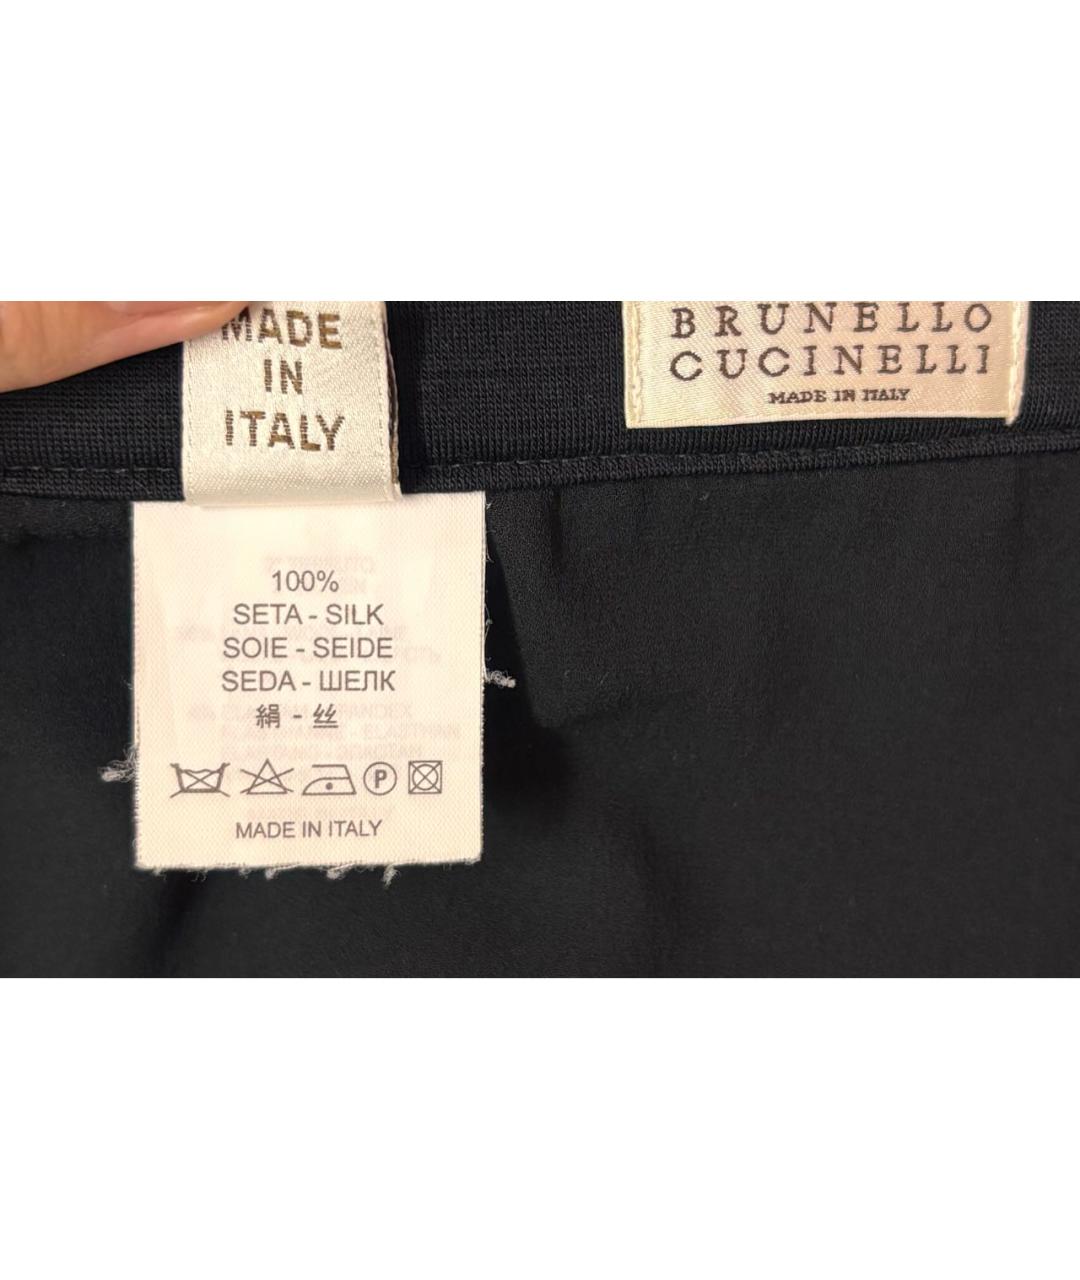 MADE
IN
ITALY
BRUNELLO
CUCINELLI
MADE IN ITALY
100%
SETA - SILK
SOIE - SEIDE
SEDA - ШЕЛК
絹 - 丝
P
MADE IN ITALY